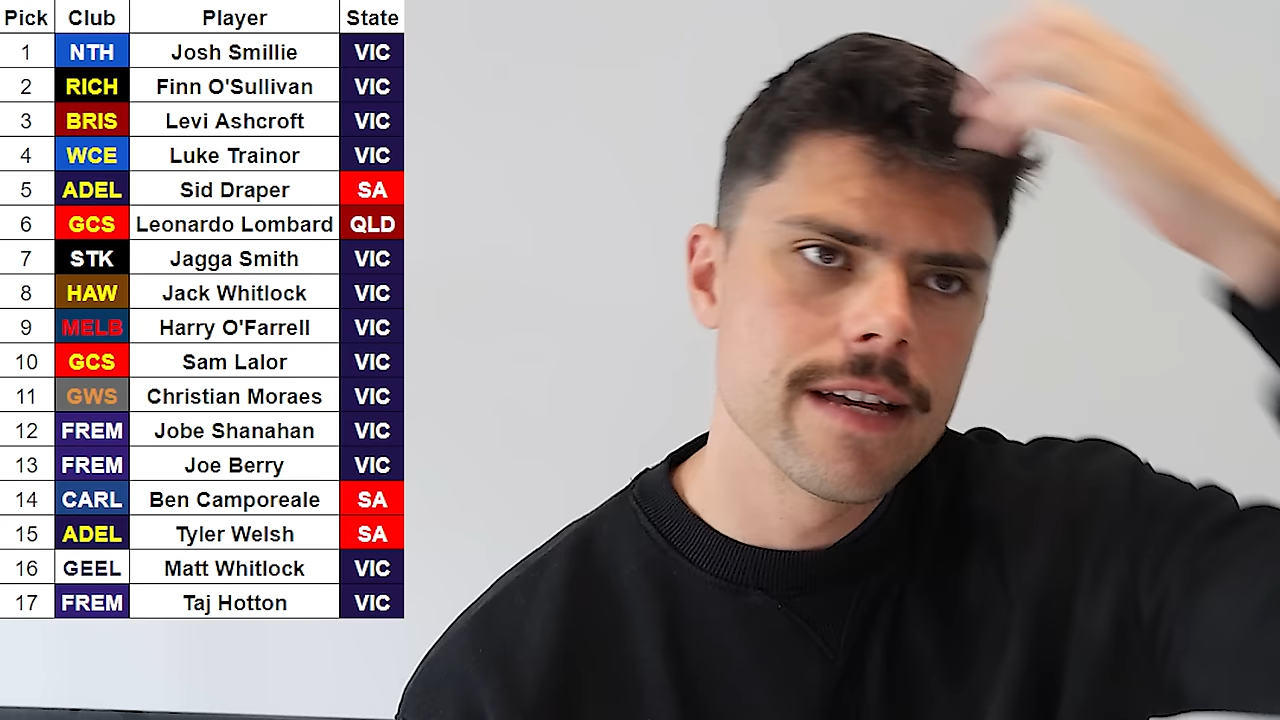 Pick Club Player State
1 NTH Josh Smillie VIC
2 RICH Finn O'Sullivan VIC
3 BRIS Levi Ashcroft VIC
4 WCE Luke Trainor VIC
5 ADEL Sid Draper SA
6 GCS Leonardo Lombard QLD
7 STK Jagga Smith VIC
8 HAW Jack Whitlock VIC
9 MELB Harry O'Farrell VIC
10 GCS Sam Lalor VIC
11 GWS Christian Moraes VIC
12 FREM Jobe Shanahan VIC
13 FREM Joe Berry VIC
14 CARL Ben Camporeale SA
15 ADEL Tyler Welsh SA
16 GEEL Matt Whitlock VIC
17 FREM Taj Hotton VIC